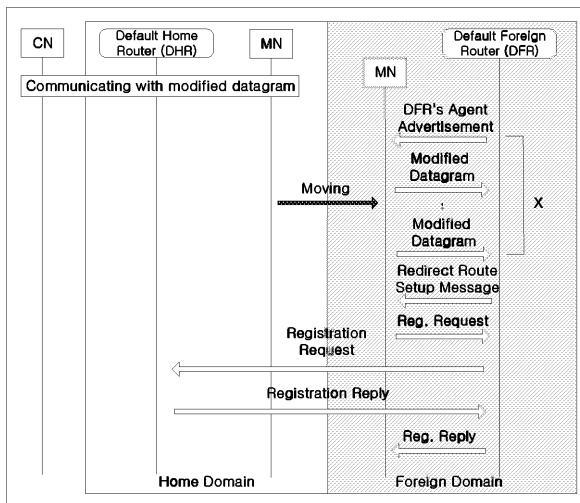 CN
Default Home
Router (DHR)
MN
Default Foreign
Router (DFR)
MN
Communicating with modified datagram
DFR's Agent
Advertisement
Modified
Datagram
Moving
:
X
Modified
Datagram
Redirect Route
Setup Message
Reg. Request
Registration
Request
Registration Reply
Reg. Reply
Home Domain
Foreign Domain